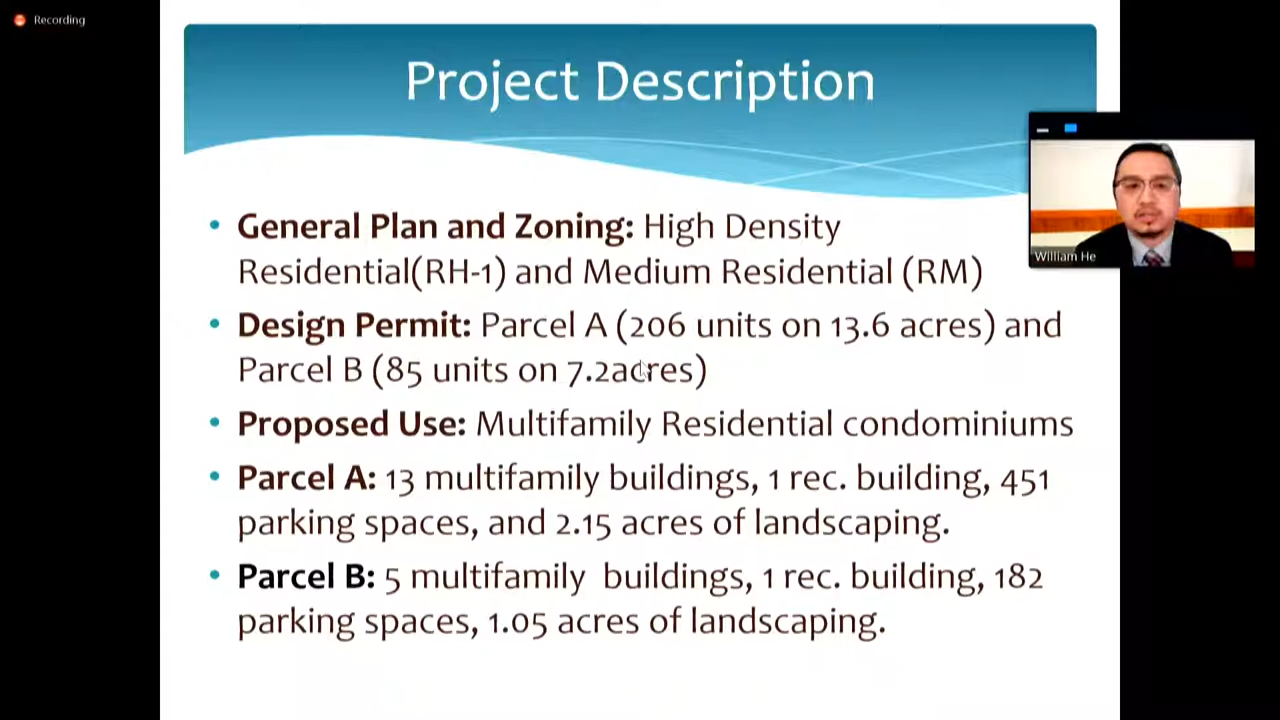 Recording
Project Description
William He
• General Plan and Zoning: High Density
Residential(RH-1) and Medium Residential (RM)
• Design Permit: Parcel A (206 units on 13.6 acres) and
Parcel B (85 units on 7.2acres)
• Proposed Use: Multifamily Residential condominiums
• Parcel A: 13 multifamily buildings, 1 rec. building, 451
parking spaces, and 2.15 acres of landscaping.
• Parcel B: 5 multifamily  buildings, 1 rec. building, 182
parking spaces, 1.05 acres of landscaping.